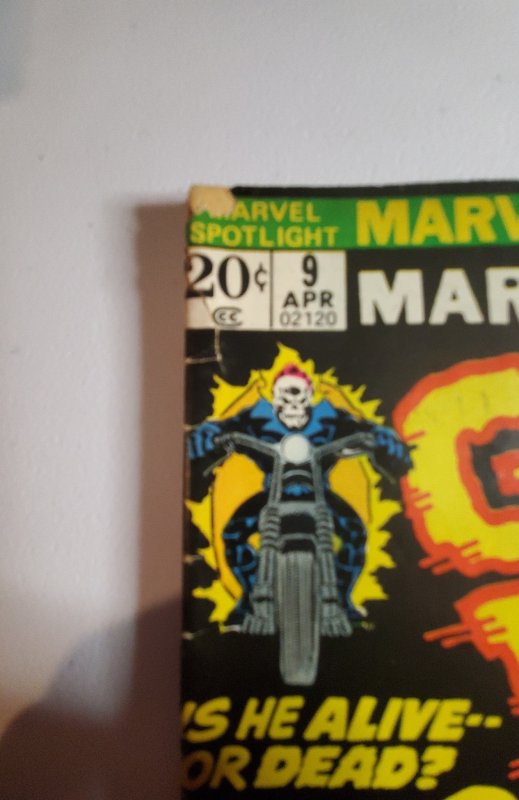 MARVEL
SPOTLIGHT
MARV
20¢
CC
9
APR
02120
MAR
IS HE ALIVE--
OR DEAD?